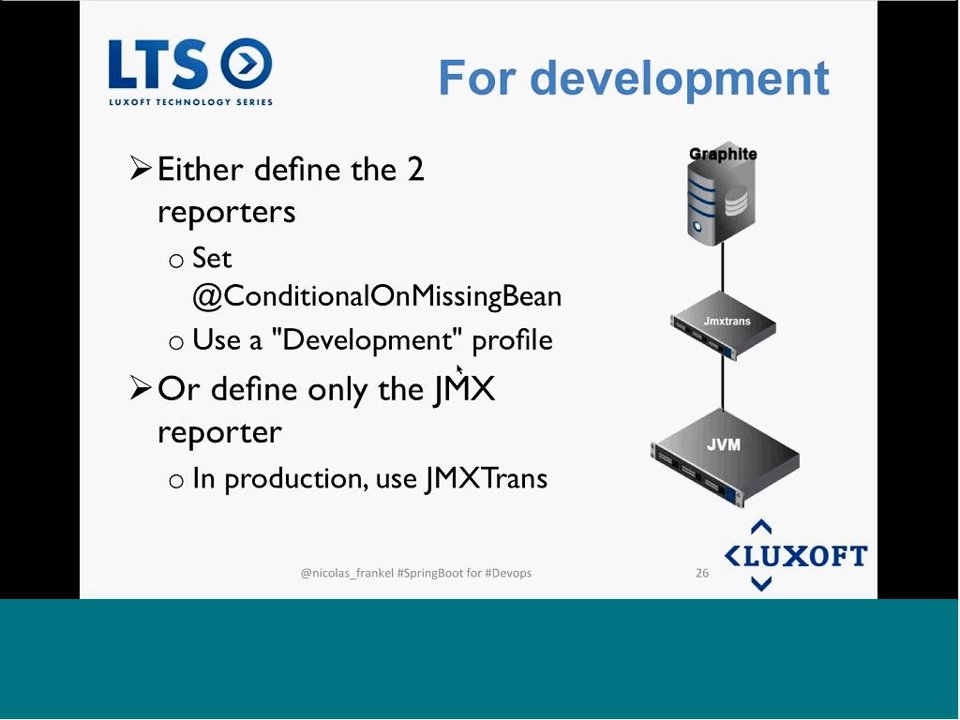 LTS
LUXOFT TECHNOLOGY SERIES
For development
Either define the 2
reporters
Set
@ConditionalOnMissingBean
Use a "Development" profile
Or define only the JMX
reporter
In production, use JMXTrans
Graphite
Jmxtrans
JVM
@nicolas_frankel #SpringBoot for #Devops
26
LUXOFT